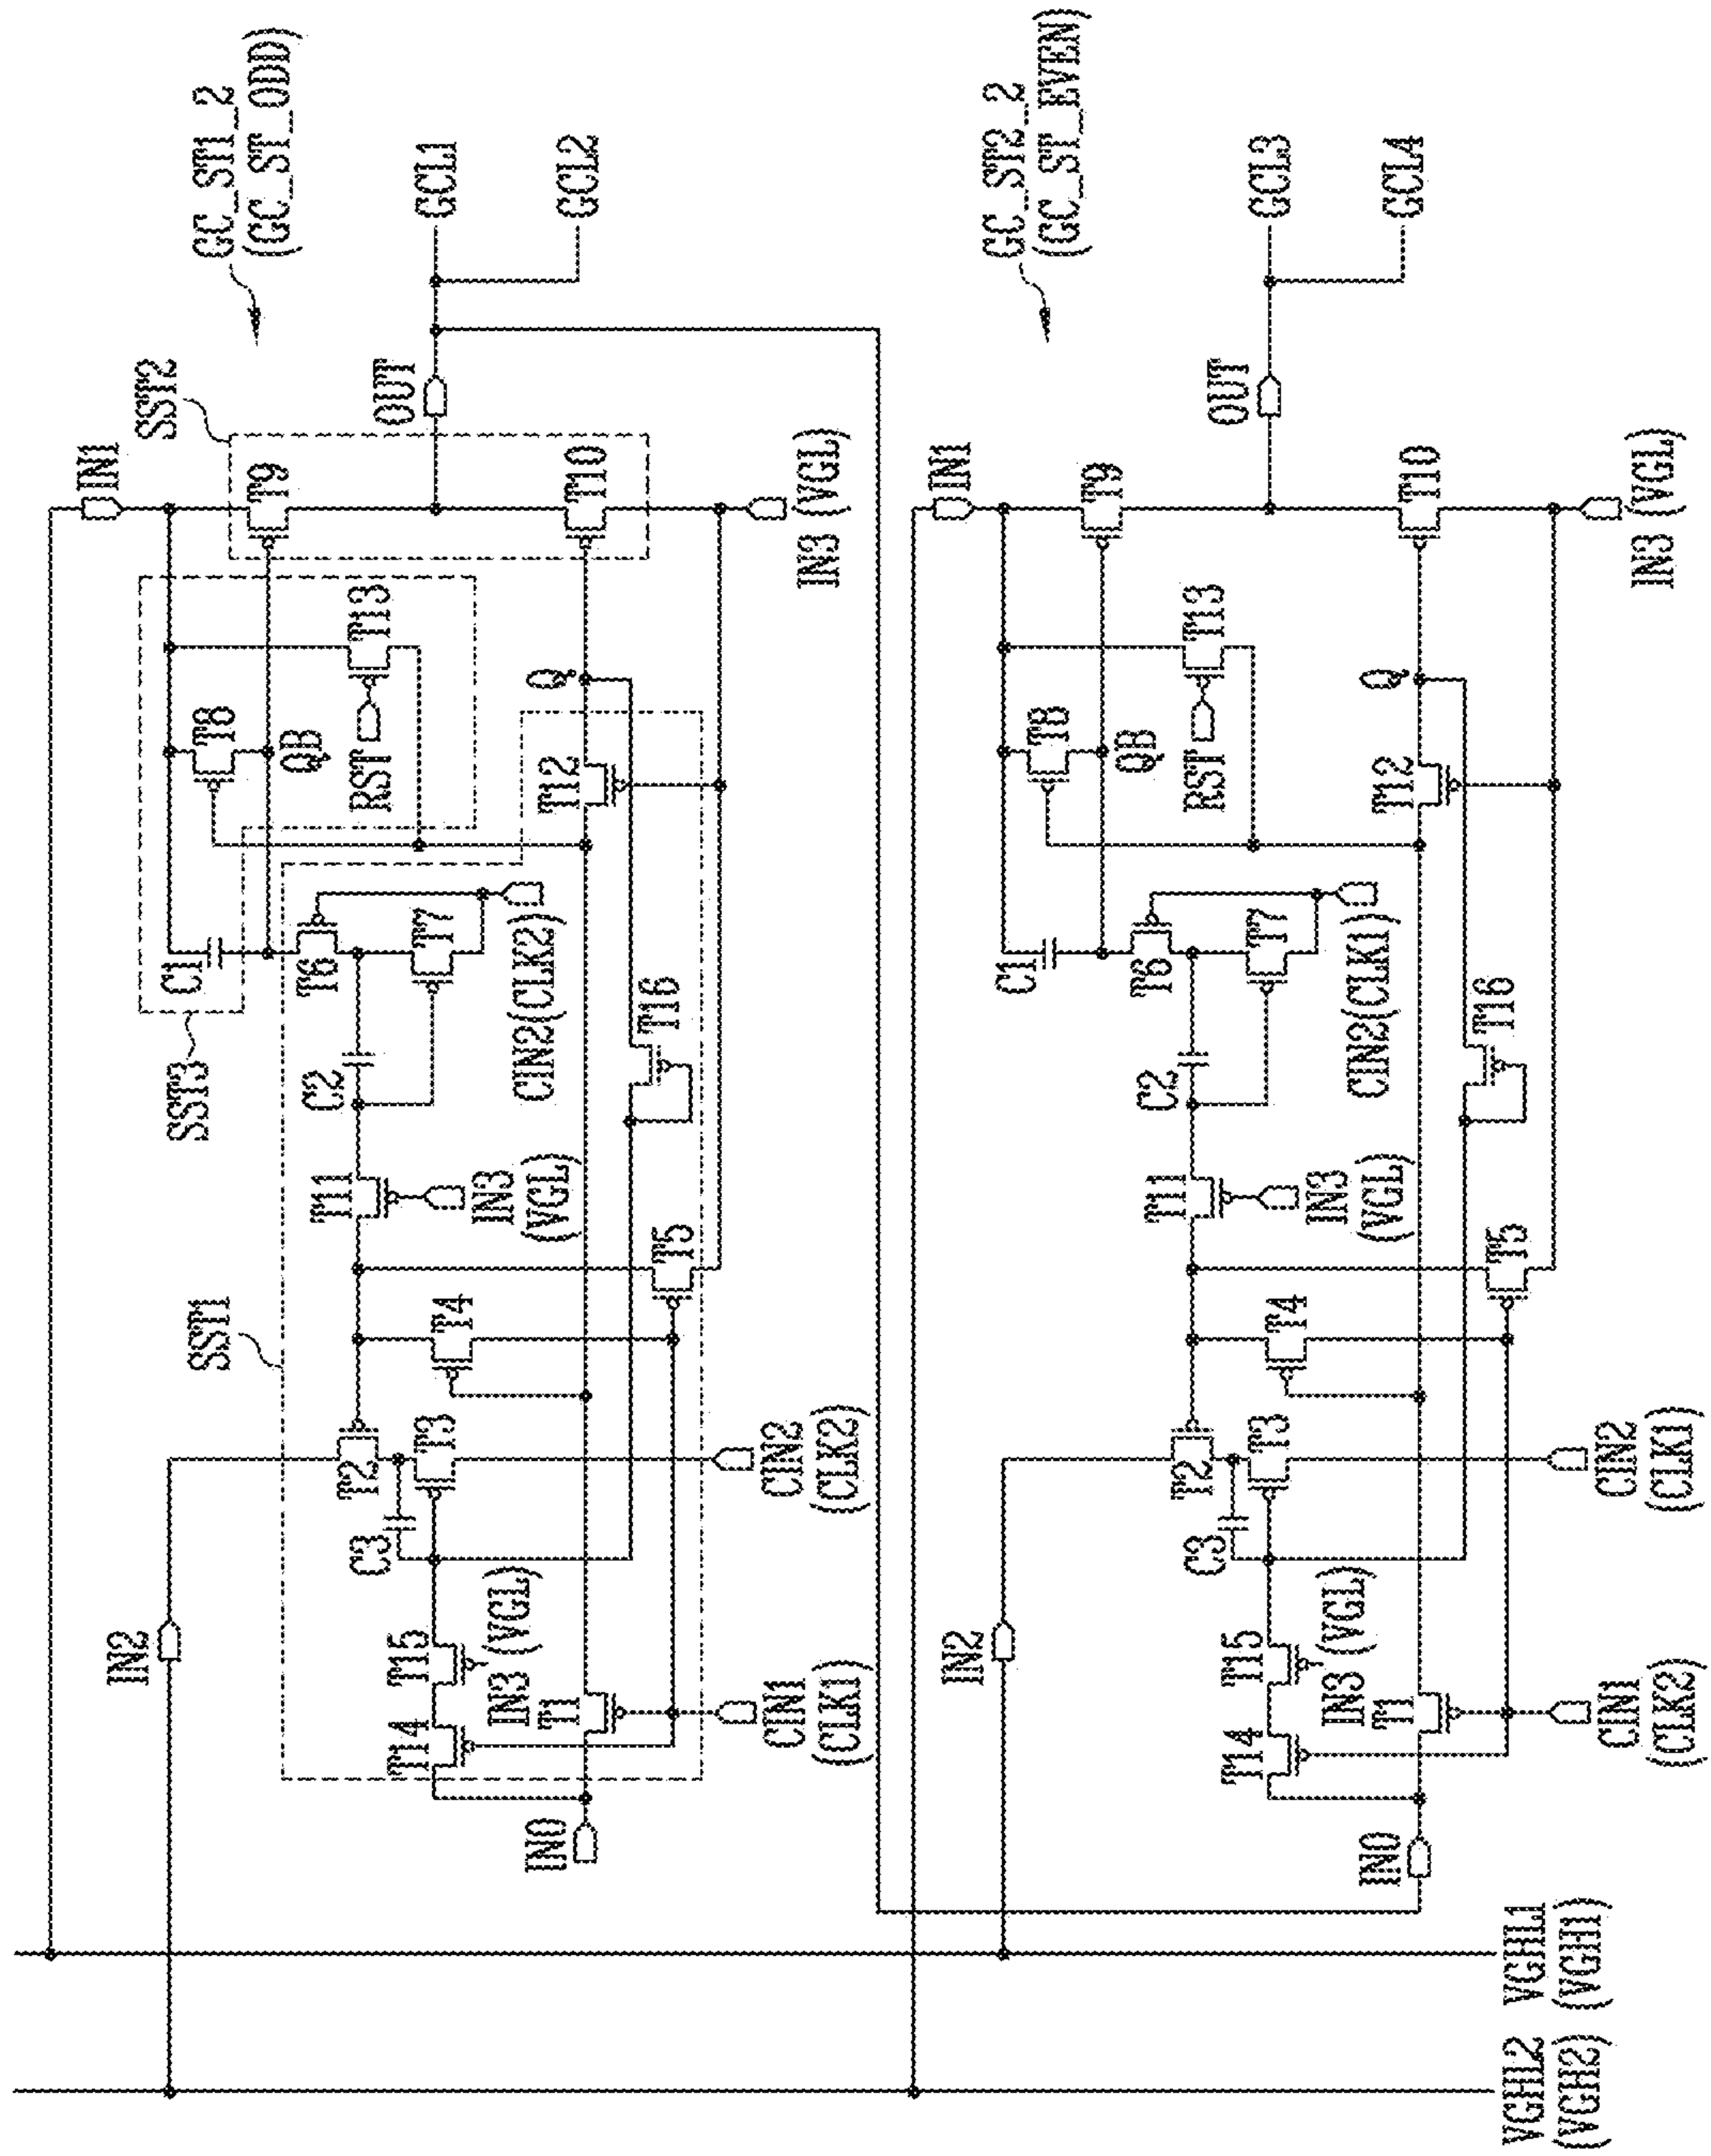 GC_ST1_2
(GC_ST_ODD)
GCL1
GCL2
SST2
OUT
IN1
T9
T10
IN3 (VGL)
T13
T8
QB
RST
Q
T12
C1
T6
T7
CIN2(CLK2)
SST3
C2
T16
T11
IN3
(VGL)
T5
SST1
T4
T2
T3
CIN2
(CLK2)
C3
IN2
T15
IN3 (VGL)
T14
T1
CIN1
(CLK1)
IN0
GC_ST2_2
(GC_ST_EVEN)
GCL3
GCL4
OUT
IN1
T9
T10
IN3 (VGL)
T13
T8
QB
RST
Q
T12
C1
T6
T7
CIN2(CLK1)
C2
T16
T11
IN3
(VGL)
T5
T4
T2
T3
CIN2
(CLK1)
C3
IN2
T15
IN3 (VGL)
T14
T1
CIN1
(CLK2)
IN0
VGHL1
(VGH1)
VGHL2
(VGH2)